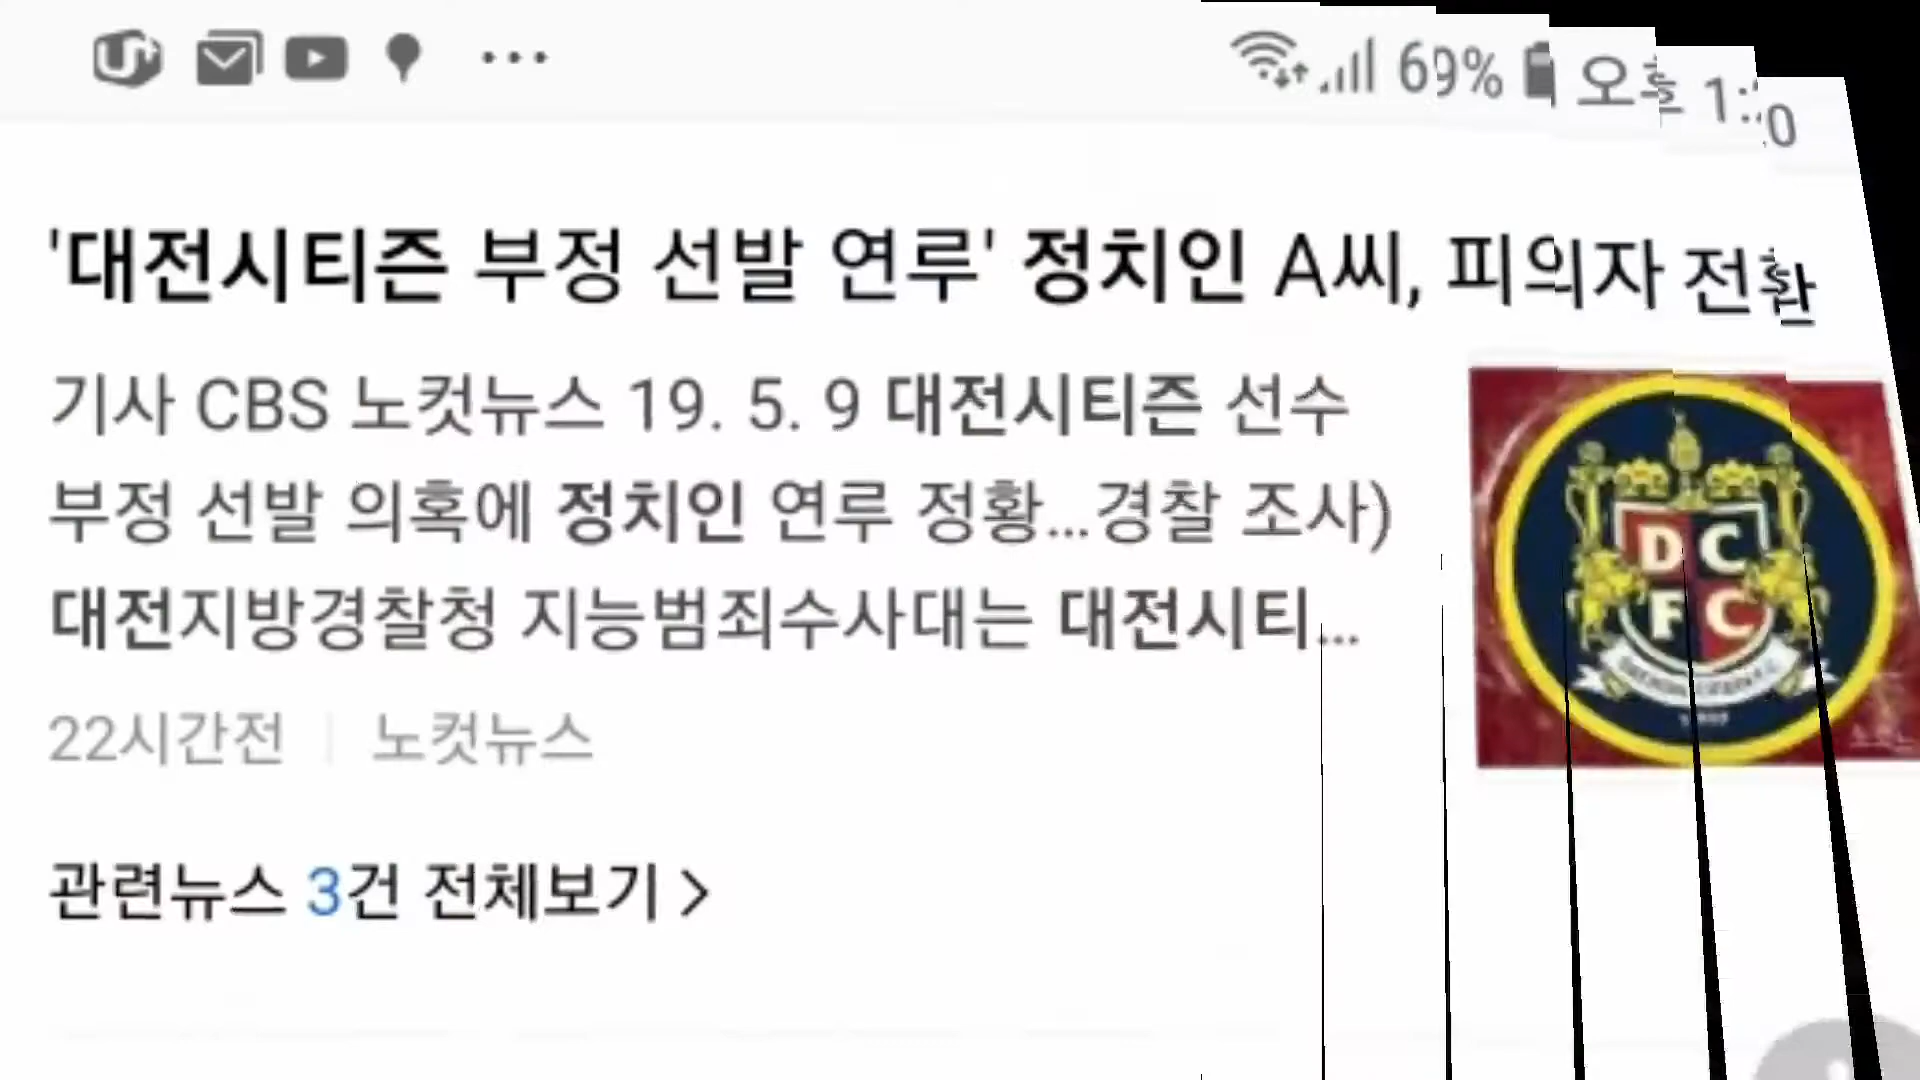 U+ 69% 오후
'대전시티즌 부정 선발 연루' 정치인 A씨, 피의자 전환
기사 CBS 노컷뉴스 19. 5. 9 대전시티즌 선수
부정 선발 의혹에 정치인 연루 정황...경찰 조사)
대전지방경찰청 지능범죄수사대는 대전시티...
22시간전 | 노컷뉴스
관련뉴스 3건 전체보기 >
DC
FC